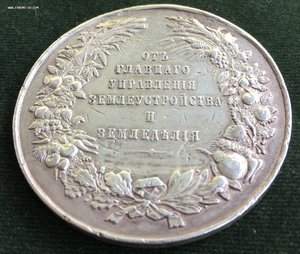 ОТЪ
ГЛАВНАГО
УПРАВЛЕНІЯ
ЗЕМЛЕУСТРОЙСТВА
И
ЗЕМЛЕДѢЛІЯ